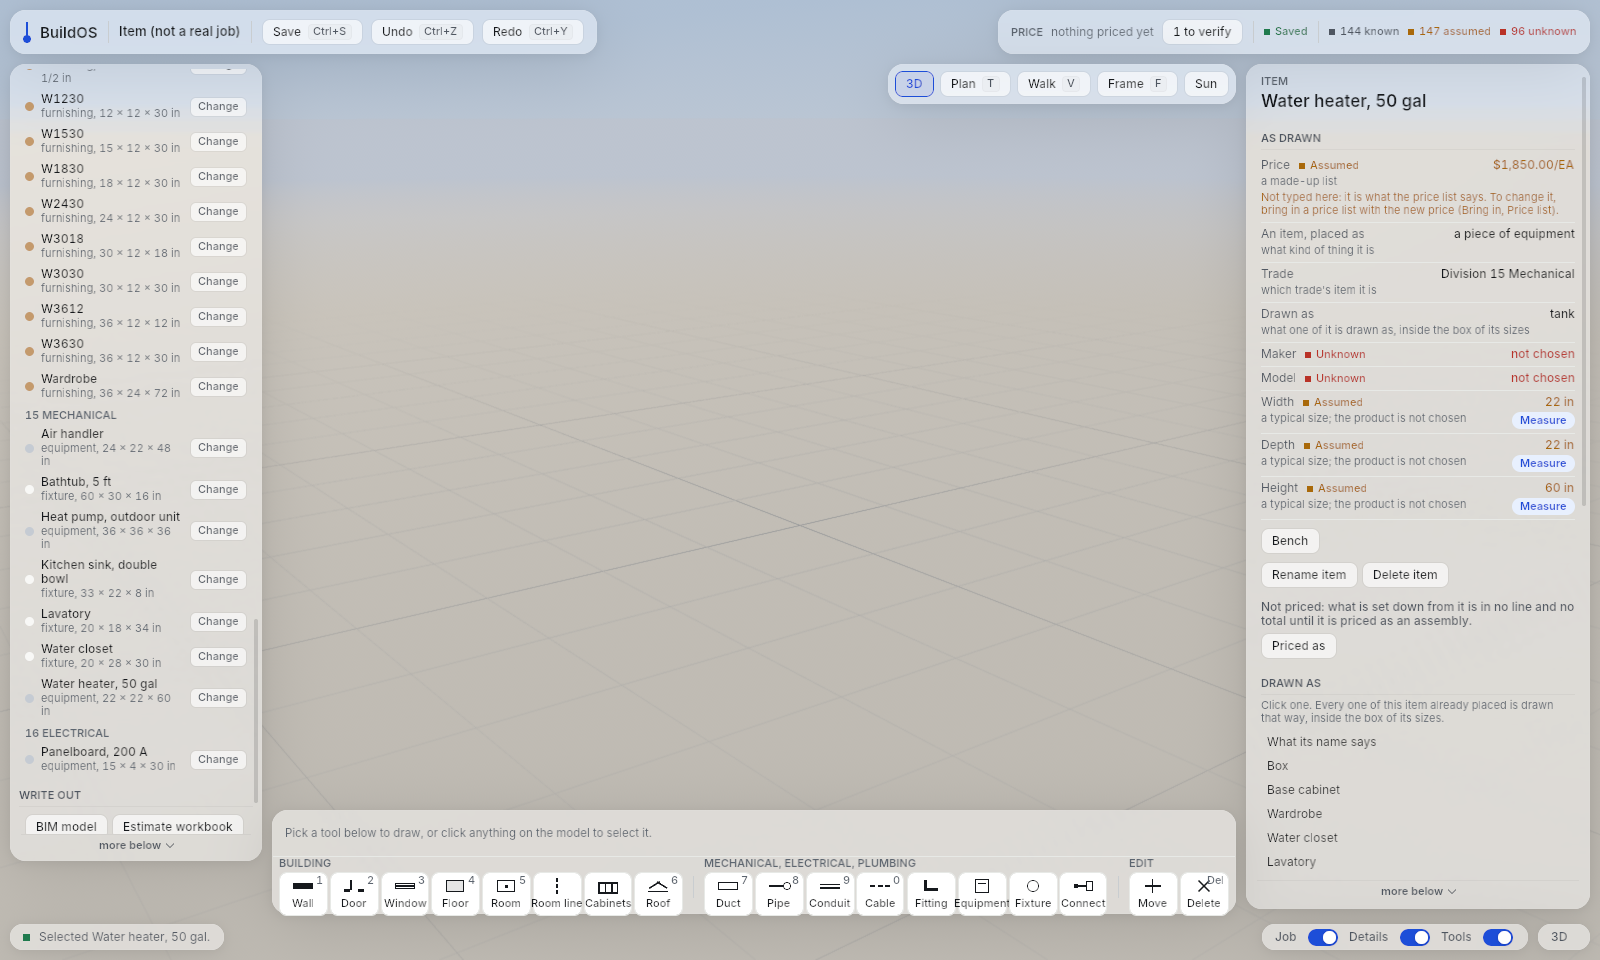 BuildOS
Item (not a real job)
Save Ctrl+S
Undo Ctrl+Z
Redo Ctrl+Y
PRICE nothing priced yet
1 to verify
Saved
144 known
147 assumed
96 unknown
3D
Plan T
Walk V
Frame F
Sun
1/2 in
Change
W1230
furnishing, 12 × 12 × 30 in
Change
W1530
furnishing, 15 × 12 × 30 in
Change
W1830
furnishing, 18 × 12 × 30 in
Change
W2430
furnishing, 24 × 12 × 30 in
Change
W3018
furnishing, 30 × 12 × 18 in
Change
W3030
furnishing, 30 × 12 × 30 in
Change
W3612
furnishing, 36 × 12 × 12 in
Change
W3630
furnishing, 36 × 12 × 30 in
Change
Wardrobe
furnishing, 36 × 24 × 72 in
Change
15 MECHANICAL
Air handler
equipment, 24 × 22 × 48
in
Change
Bathtub, 5 ft
fixture, 60 × 30 × 16 in
Change
Heat pump, outdoor unit
equipment, 36 × 36 × 36
in
Change
Kitchen sink, double
bowl
fixture, 33 × 22 × 8 in
Change
Lavatory
fixture, 20 × 18 × 34 in
Change
Water closet
fixture, 20 × 28 × 30 in
Change
Water heater, 50 gal
equipment, 22 × 22 × 60
in
Change
16 ELECTRICAL
Panelboard, 200 A
equipment, 15 × 4 × 30 in
Change
WRITE OUT
BIM model
Estimate workbook
more below
Selected Water heater, 50 gal.
Pick a tool below to draw, or click anything on the model to select it.
BUILDING
1 Wall
2 Door
3 Window
4 Floor
5 Room
Room line
Cabinets
6 Roof
MECHANICAL, ELECTRICAL, PLUMBING
7 Duct
8 Pipe
9 Conduit
0 Cable
Fitting
Equipment
Fixture
Connect
EDIT
Move
Del Delete
ITEM
Water heater, 50 gal
AS DRAWN
Price Assumed $1,850.00/EA
a made-up list
Not typed here: it is what the price list says. To change it,
bring in a price list with the new price (Bring in, Price list).
An item, placed as a piece of equipment
what kind of thing it is
Trade Division 15 Mechanical
which trade's item it is
Drawn as tank
what one of it is drawn as, inside the box of its sizes
Maker Unknown not chosen
Model Unknown not chosen
Width Assumed 22 in
a typical size; the product is not chosen Measure
Depth Assumed 22 in
a typical size; the product is not chosen Measure
Height Assumed 60 in
a typical size; the product is not chosen Measure
Bench
Rename item
Delete item
Not priced: what is set down from it is in no line and no
total until it is priced as an assembly.
Priced as
DRAWN AS
Click one. Every one of this item already placed is drawn
that way, inside the box of its sizes.
What its name says
Box
Base cabinet
Wardrobe
Water closet
Lavatory
more below
Job
Details
Tools
3D